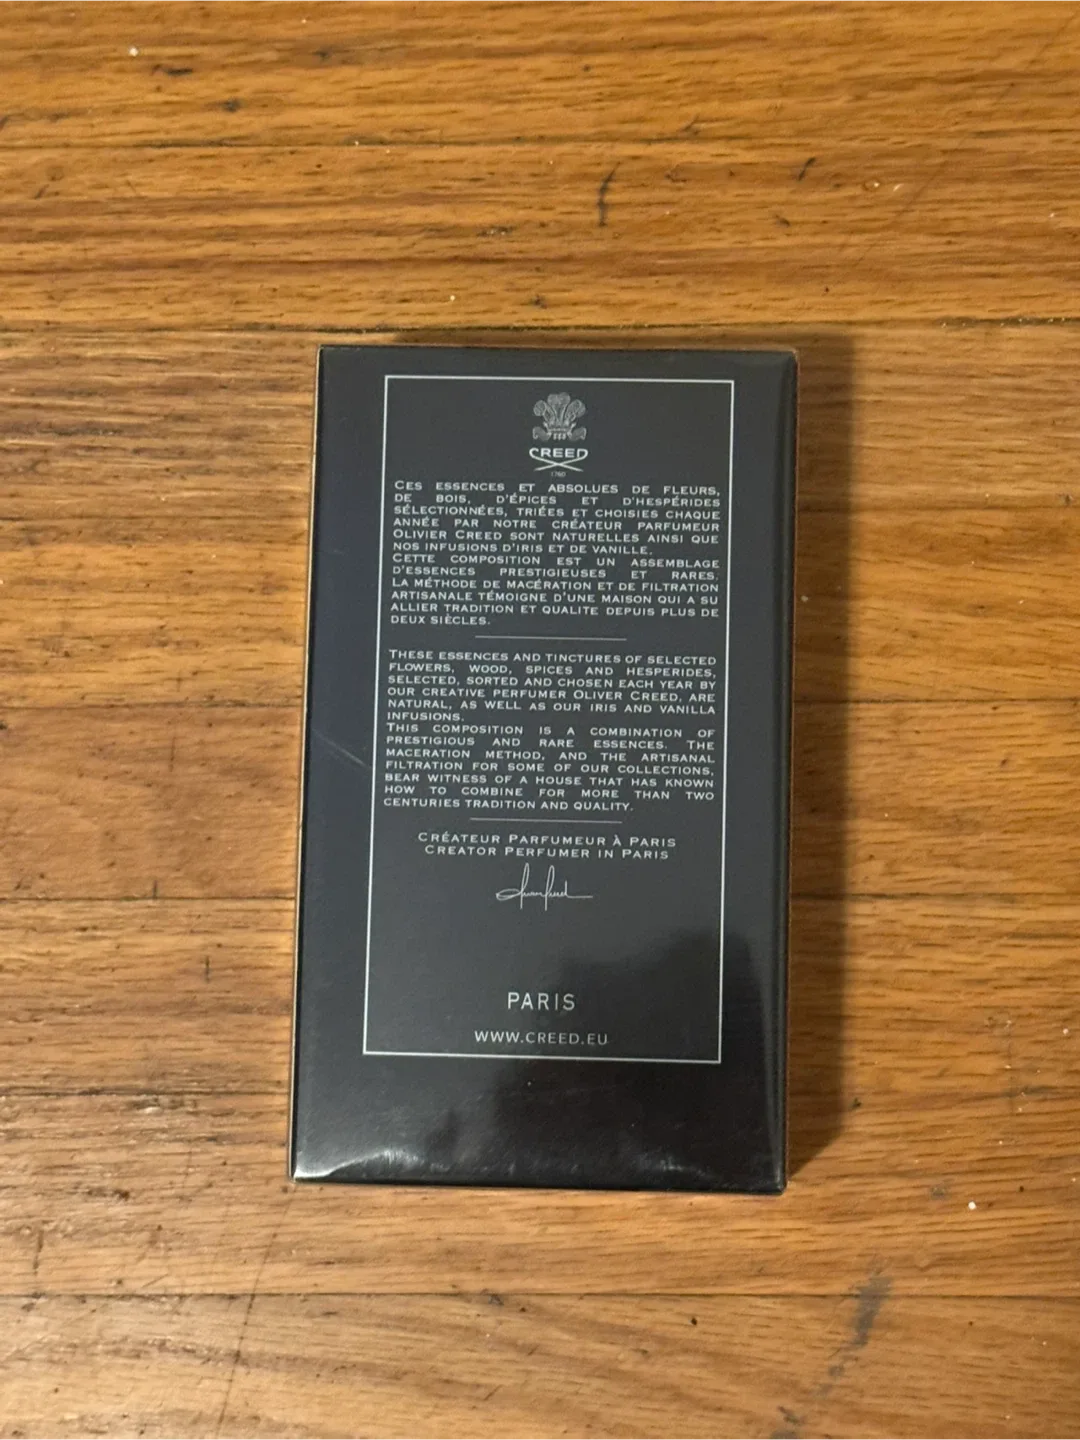 CREED
1760
CES ESSENCES ET ABSOLUES DE FLEURS,
DE BOIS, D'ÉPICES ET D'HESPÉRIDES
SÉLECTIONNÉES, TRIÉES ET CHOISIES CHAQUE
ANNÉE PAR NOTRE CRÉATEUR PARFUMEUR
OLIVIER CREED SONT NATURELLES AINSI QUE
NOS INFUSIONS D'IRIS ET DE VANILLE.
CETTE COMPOSITION EST UN ASSEMBLAGE
D'ESSENCES PRESTIGIEUSES ET RARES.
LA MÉTHODE DE MACÉRATION ET DE FILTRATION
ARTISANALE TÉMOIGNE D'UNE MAISON QUI A SU
ALLIER TRADITION ET QUALITE DEPUIS PLUS DE
DEUX SIÈCLES.
THESE ESSENCES AND TINCTURES OF SELECTED
FLOWERS, WOOD, SPICES AND HESPERIDES,
SELECTED, SORTED AND CHOSEN EACH YEAR BY
OUR CREATIVE PERFUMER OLIVER CREED, ARE
NATURAL, AS WELL AS OUR IRIS AND VANILLA
INFUSIONS.
THIS COMPOSITION IS A COMBINATION OF
PRESTIGIOUS AND RARE ESSENCES. THE
MACERATION METHOD, AND THE ARTISANAL
FILTRATION FOR SOME OF OUR COLLECTIONS,
BEAR WITNESS OF A HOUSE THAT HAS KNOWN
HOW TO COMBINE FOR MORE THAN TWO
CENTURIES TRADITION AND QUALITY.
CRÉATEUR PARFUMEUR À PARIS
CREATOR PERFUMER IN PARIS
PARIS
WWW.CREED.EU